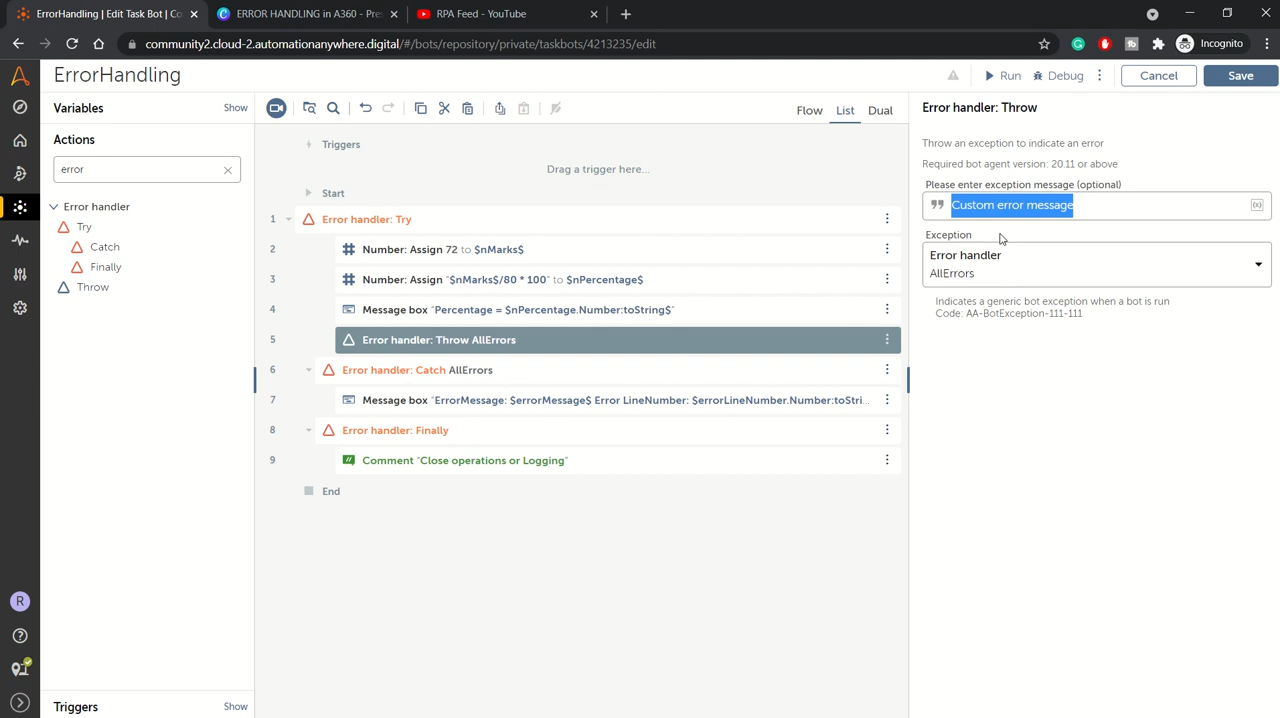 ErrorHandling | Edit Task Bot | Co
ERROR HANDLING in A360 - Pre
RPA Feed - YouTube
community2.cloud-2.automationanywhere.digital/#/bots/repository/private/taskbots/4213235/edit
Incognito
ErrorHandling
Run
Debug
Cancel
Save
Variables
Show
Actions
error
Error handler
Try
Catch
Finally
Throw
Triggers
Show
Flow
List
Dual
Triggers
Drag a trigger here...
Start
1 Error handler: Try
2 Number: Assign 72 to $nMarks$
3 Number: Assign "$nMarks$/80 * 100" to $nPercentage$
4 Message box "Percentage = $nPercentage.Number:toString$"
5 Error handler: Throw AllErrors
6 Error handler: Catch AllErrors
7 Message box "ErrorMessage: $errorMessage$ Error LineNumber: $errorLineNumber.Number:toStri...
8 Error handler: Finally
9 Comment "Close operations or Logging"
End
Error handler: Throw
Throw an exception to indicate an error
Required bot agent version: 20.11 or above
Please enter exception message (optional)
Custom error message
(x)
Exception
Error handler
AllErrors
Indicates a generic bot exception when a bot is run
Code: AA-BotException-111-111
R